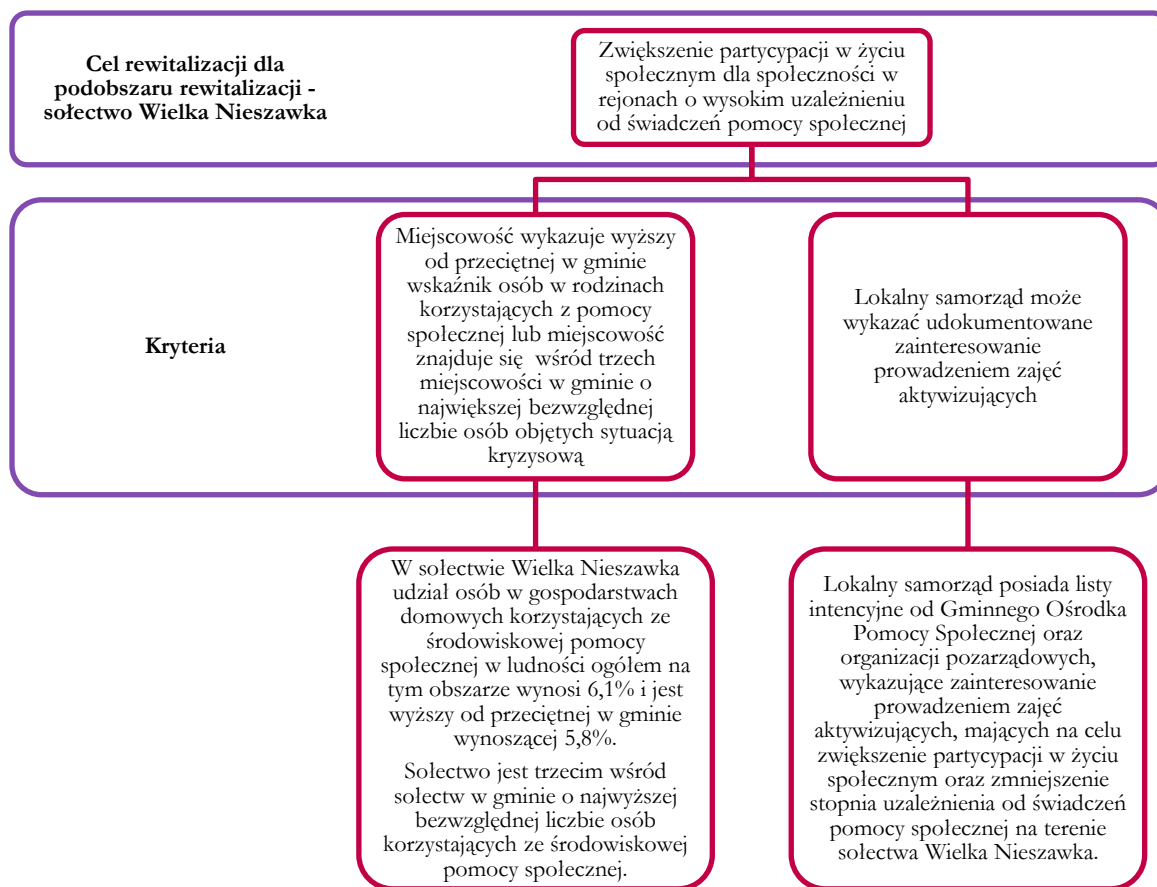 Cel rewitalizacji dla
podobszaru rewitalizacji -
sołectwo Wielka Nieszawka
Zwiększenie partycypacji w życiu
społecznym dla społeczności w
rejonach o wysokim uzależnieniu
od świadczeń pomocy społecznej
Kryteria
Miejscowość wykazuje wyższy
od przeciętnej w gminie
wskaźnik osób w rodzinach
korzystających z pomocy
społecznej lub miejscowość
znajduje się wśród trzech
miejscowości w gminie o
największej bezwzględnej
liczbie osób objętych sytuacją
kryzysową
Lokalny samorząd może
wykazać udokumentowane
zainteresowanie
prowadzeniem zajęć
aktywizujących
W sołectwie Wielka Nieszawka
udział osób w gospodarstwach
domowych korzystających ze
środowiskowej pomocy
społecznej w ludności ogółem na
tym obszarze wynosi 6,1% i jest
wyższy od przeciętnej w gminie
wynoszącej 5,8%.
Sołectwo jest trzecim wśród
sołectw w gminie o najwyższej
bezwzględnej liczbie osób
korzystających ze środowiskowej
pomocy społecznej.
Lokalny samorząd posiada listy
intencyjne od Gminnego Ośrodka
Pomocy Społecznej oraz
organizacji pozarządowych,
wykazujące zainteresowanie
prowadzeniem zajęć
aktywizujących, mających na celu
zwiększenie partycypacji w życiu
społecznym oraz zmniejszenie
stopnia uzależnienia od świadczeń
pomocy społecznej na terenie
sołectwa Wielka Nieszawka.